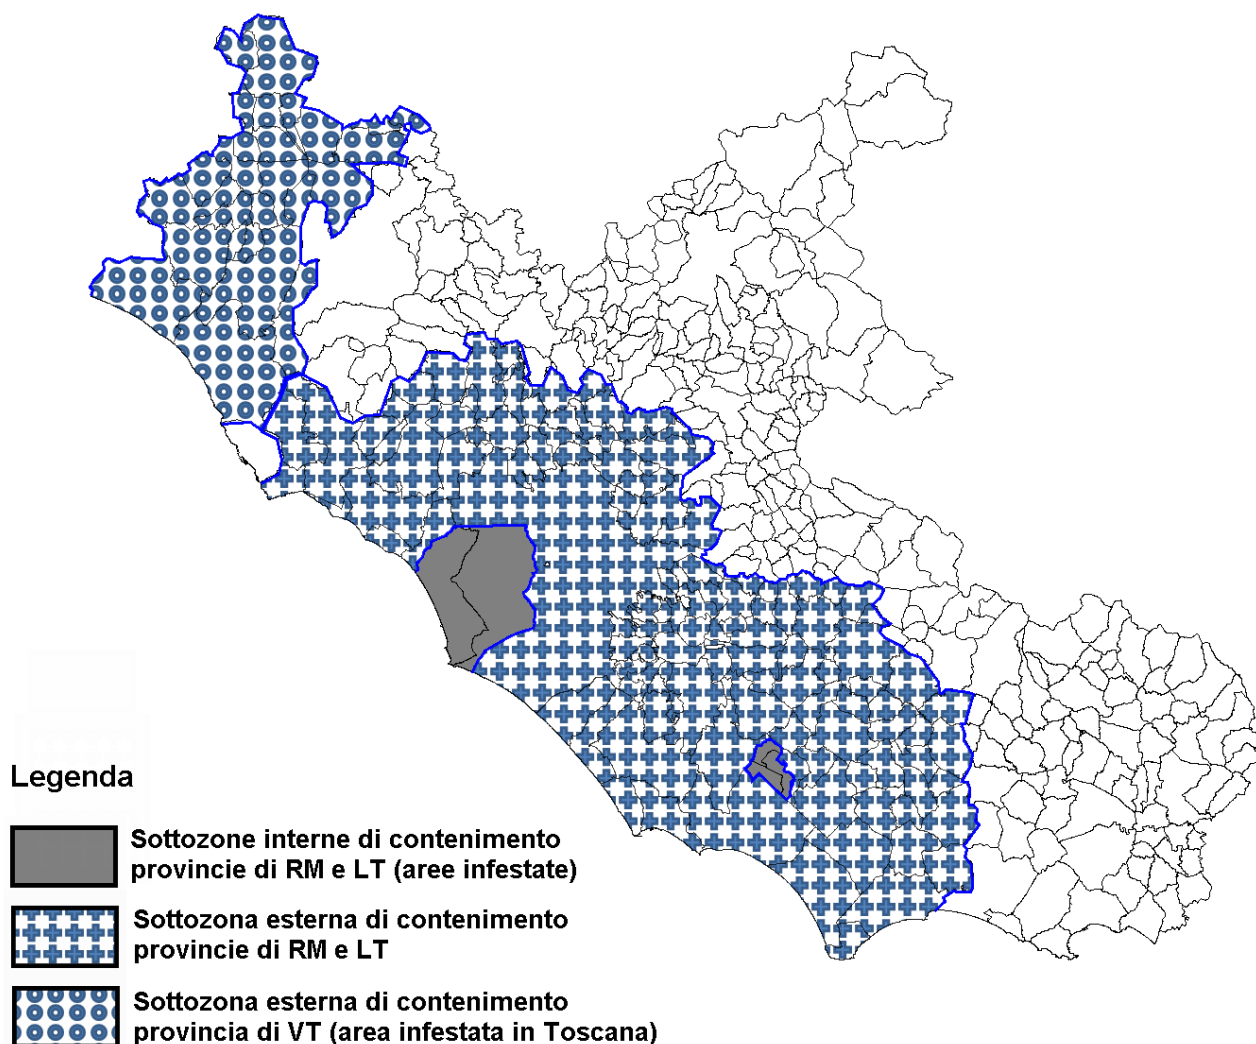 Legenda
Sottozone interne di contenimento
provincie di RM e LT (aree infestate)
Sottozona esterna di contenimento
provincie di RM e LT
Sottozona esterna di contenimento
provincia di VT (area infestata in Toscana)